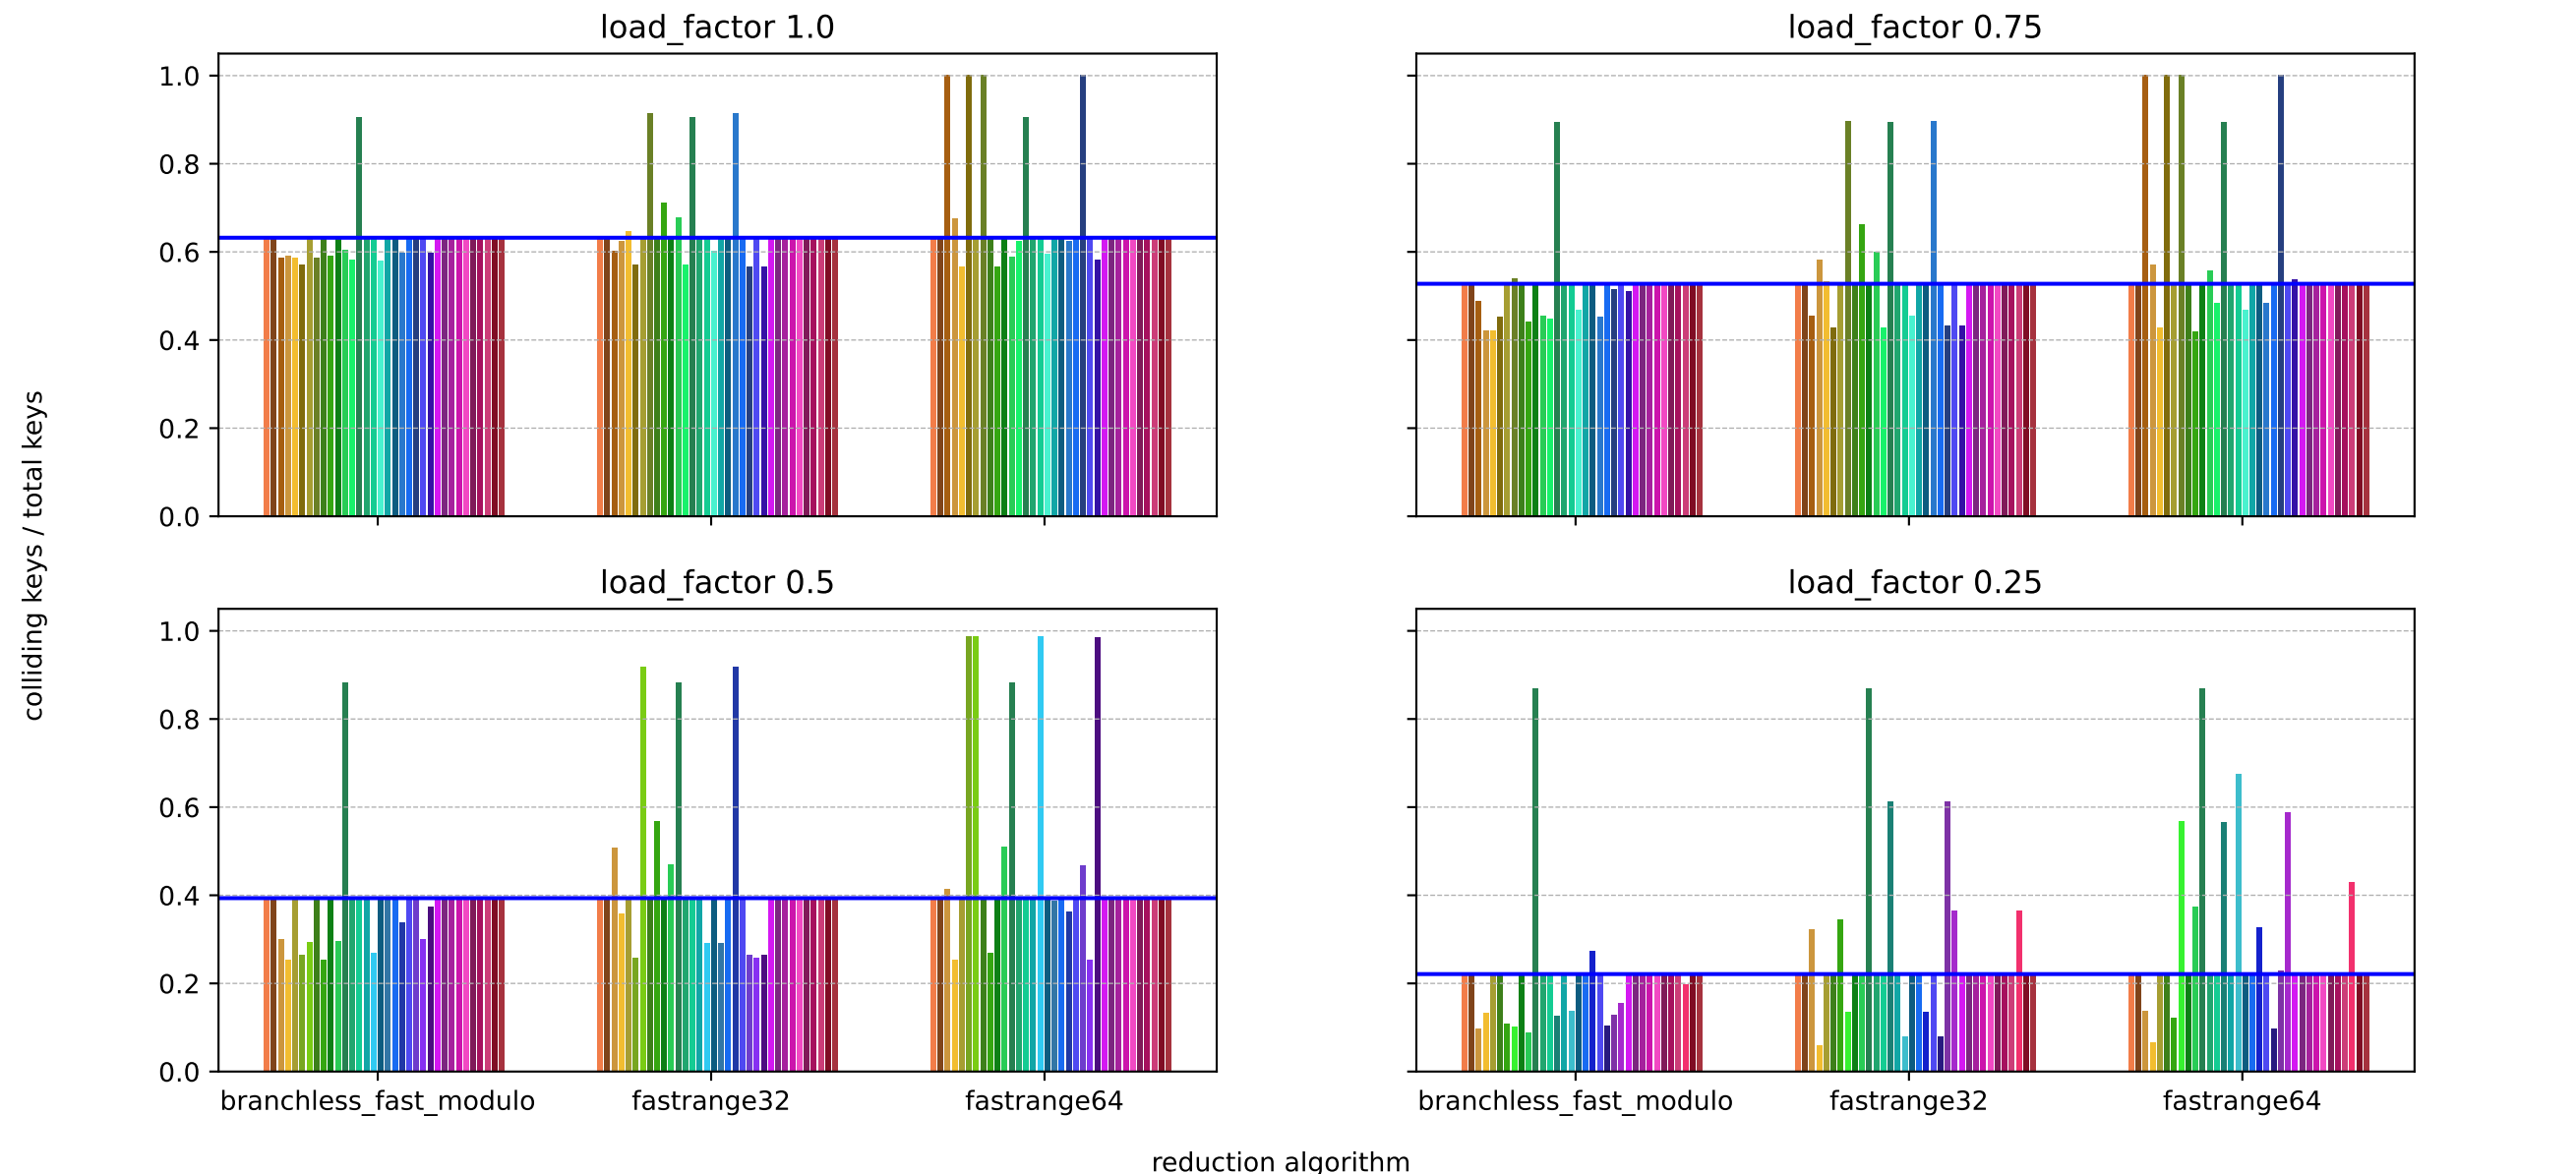 load_factor 1.0
load_factor 0.75
1.0
0.8
0.6
0.4
0.2
0.0
colliding keys / total keys
load_factor 0.5
load_factor 0.25
1.0
0.8
0.6
0.4
0.2
0.0
branchless_fast_modulo fastrange32 fastrange64
branchless_fast_modulo fastrange32 fastrange64
reduction algorithm